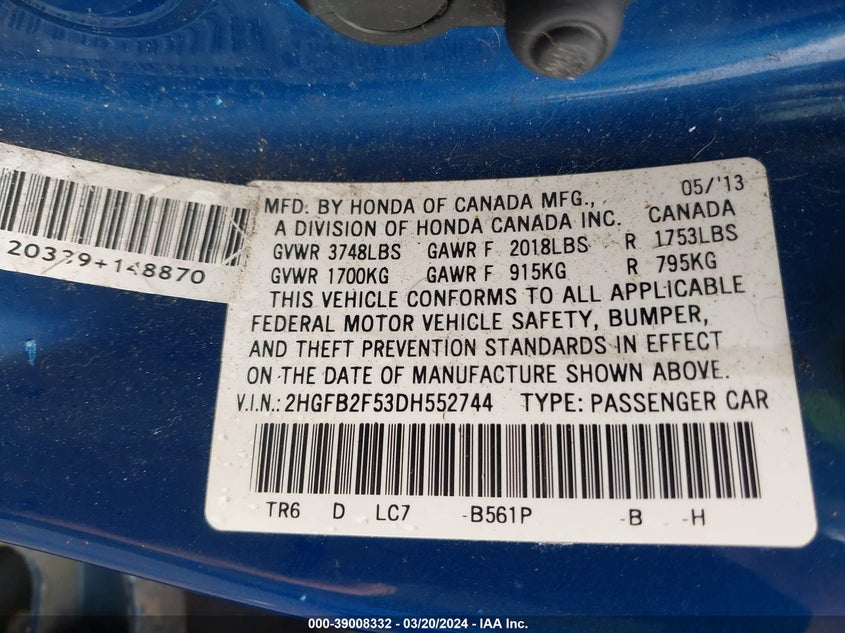 20329+148870
MFD. BY HONDA OF CANADA MFG., 05/'13
A DIVISION OF HONDA CANADA INC. CANADA
GVWR 3748LBS GAWR F 2018LBS R 1753LBS
GVWR 1700KG GAWR F 915KG R 795KG
THIS VEHICLE CONFORMS TO ALL APPLICABLE
FEDERAL MOTOR VEHICLE SAFETY, BUMPER,
AND THEFT PREVENTION STANDARDS IN EFFECT
ON THE DATE OF MANUFACTURE SHOWN ABOVE.
V.I.N.: 2HGFB2F53DH552744 TYPE: PASSENGER CAR
TR6 D LC7 -B561P -B -H
000-39008332 - 03/20/2024 - IAA Inc.